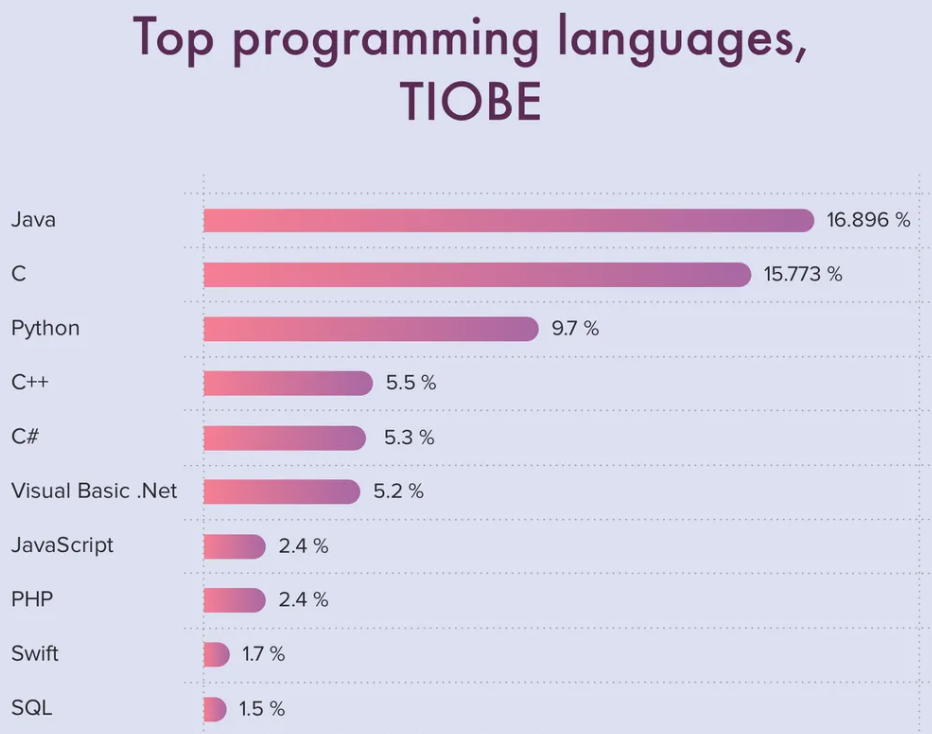 Top programming languages,
TIOBE
Java 16.896 %
C 15.773 %
Python 9.7 %
C++ 5.5 %
C# 5.3 %
Visual Basic .Net 5.2 %
JavaScript 2.4 %
PHP 2.4 %
Swift 1.7 %
SQL 1.5 %